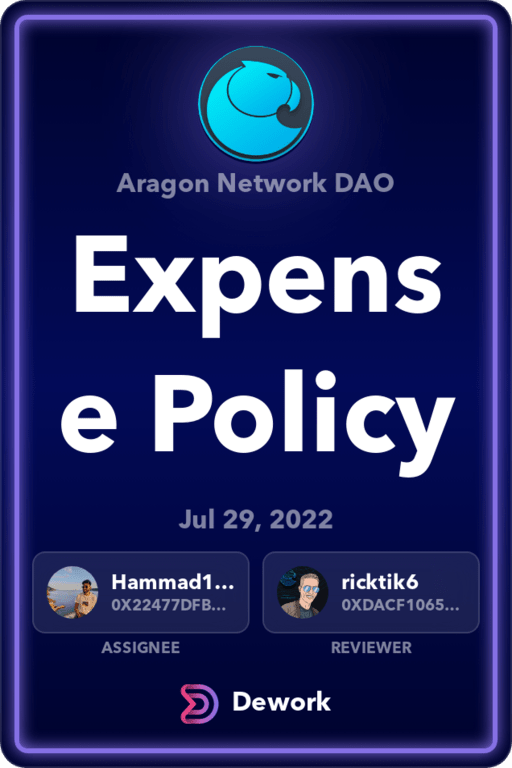 Aragon Network DAO
Expens
e Policy
Jul 29, 2022
Hammad1...
0X22477DFB...
ASSIGNEE
ricktik6
0XDACF1065...
REVIEWER
Dework